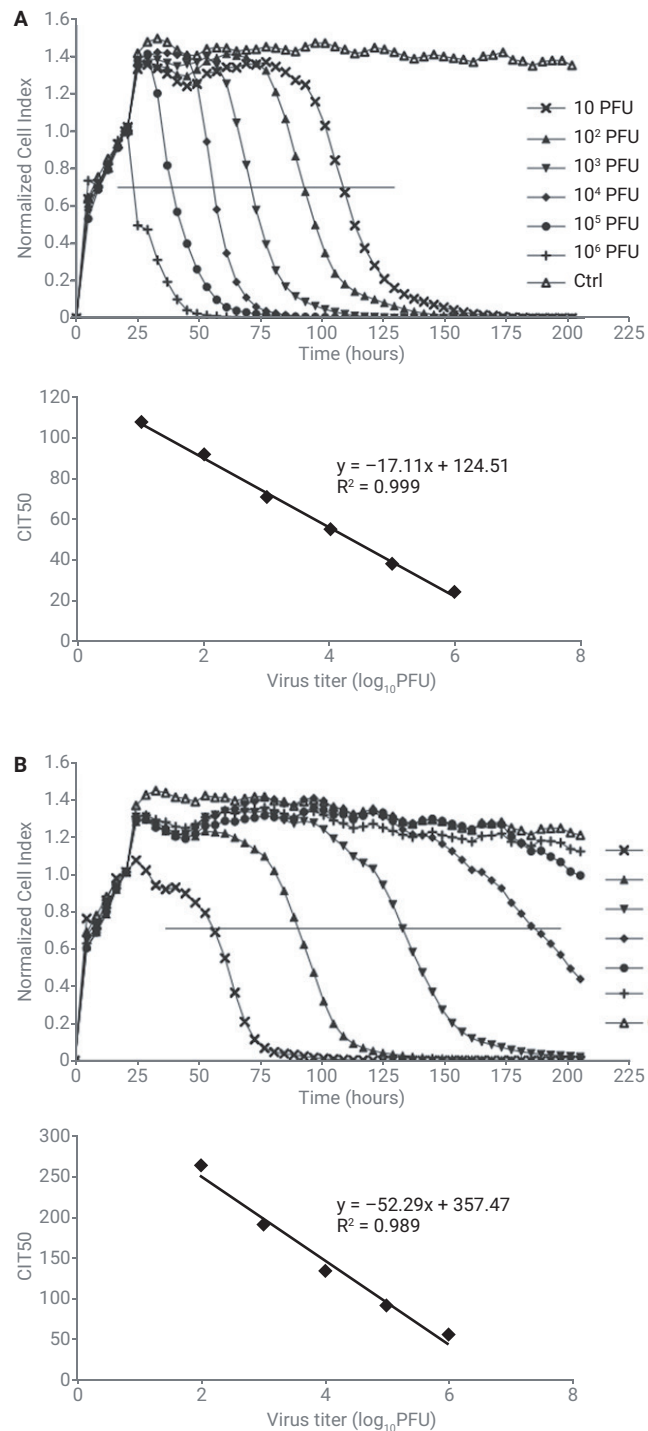 A
1.6
1.4
1.2
1.0
0.8
0.6
0.4
0.2
0
Normalized Cell Index
10 PFU
10² PFU
10³ PFU
10⁴ PFU
10⁵ PFU
10⁶ PFU
Ctrl
0 25 50 75 100 125 150 175 200 225
Time (hours)
120
100
80
60
40
20
0
CIT50
y = −17.11x + 124.51
R² = 0.999
0 2 4 6 8
Virus titer (log₁₀PFU)
B
1.6
1.4
1.2
1.0
0.8
0.6
0.4
0.2
0
Normalized Cell Index
0 25 50 75 100 125 150 175 200 225
Time (hours)
300
250
200
150
100
50
0
CIT50
y = −52.29x + 357.47
R² = 0.989
0 2 4 6 8
Virus titer (log₁₀PFU)